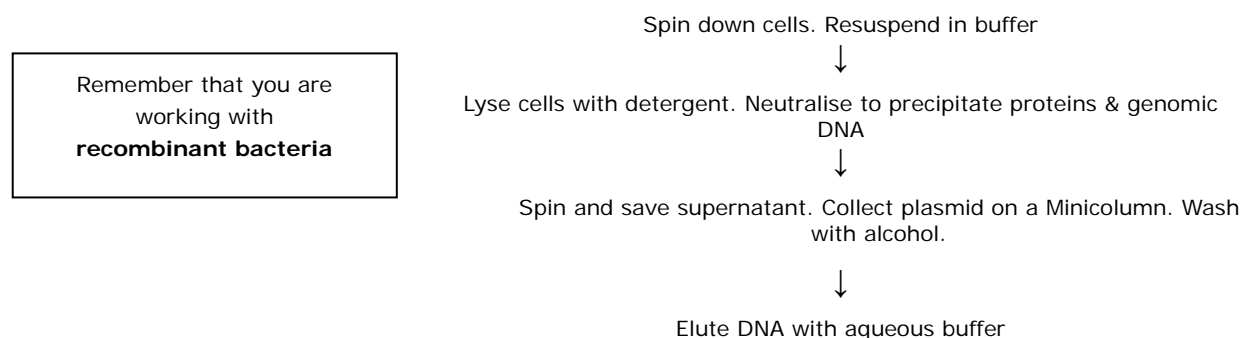 Remember that you are
working with
recombinant bacteria
Spin down cells. Resuspend in buffer
↓
Lyse cells with detergent. Neutralise to precipitate proteins & genomic
DNA
↓
Spin and save supernatant. Collect plasmid on a Minicolumn. Wash
with alcohol.
↓
Elute DNA with aqueous buffer